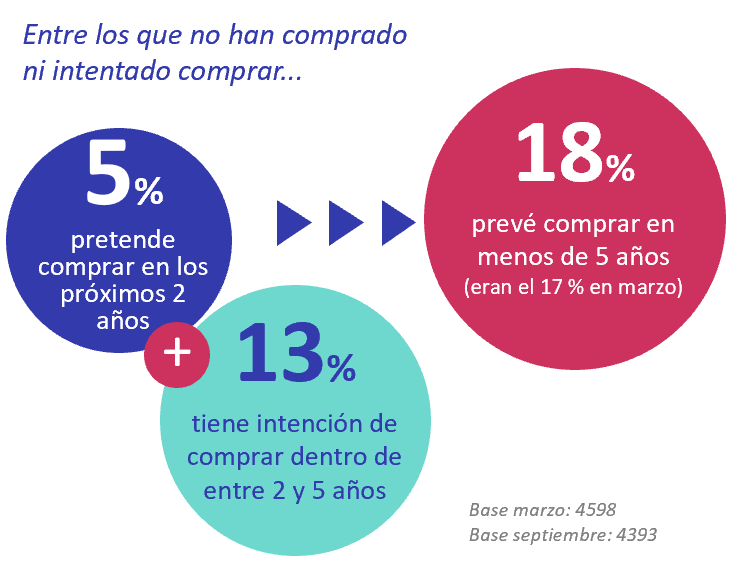 Entre los que no han comprado
ni intentado comprar...
5%
pretende
comprar en los
próximos 2
años
+
13%
tiene intención de
comprar dentro de
entre 2 y 5 años
18%
prevé comprar en
menos de 5 años
(eran el 17 % en marzo)
Base marzo: 4598
Base septiembre: 4393